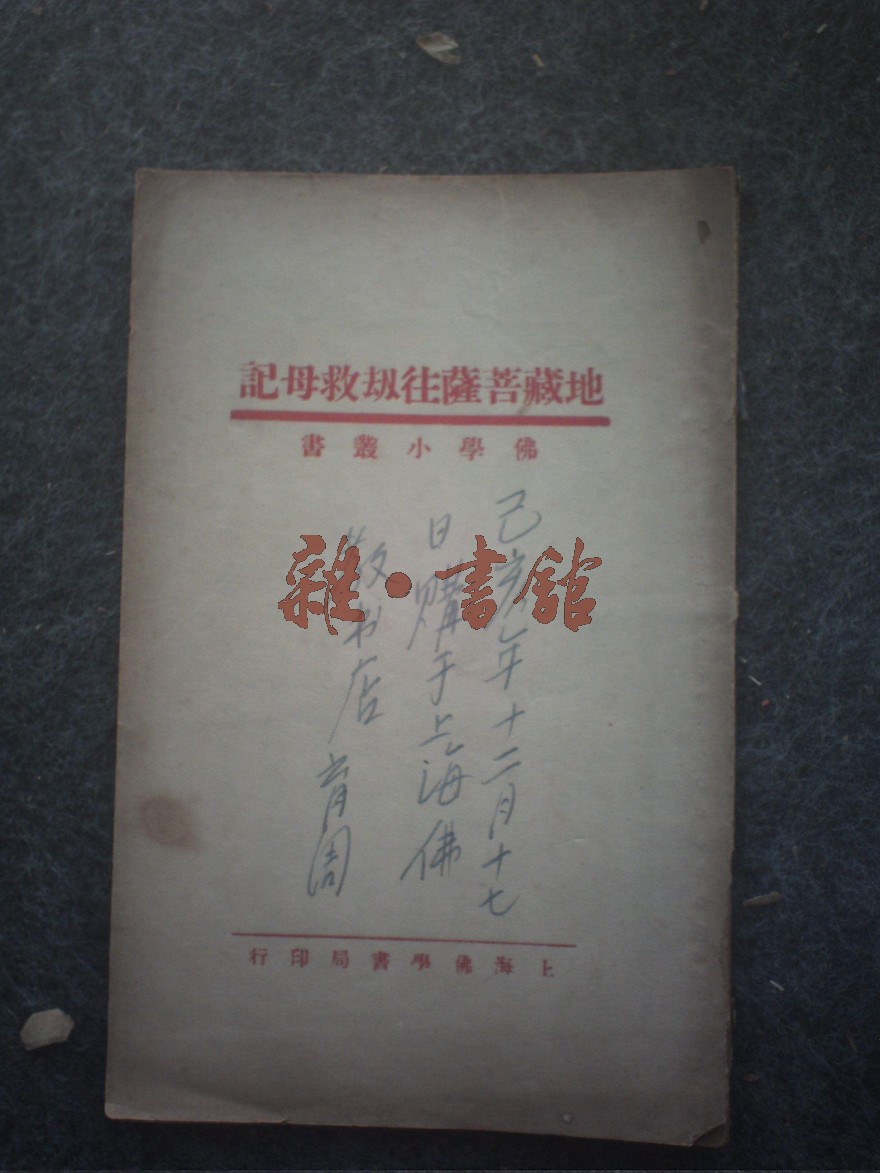 地藏菩薩往刼救母記
佛學小叢書
己亥年十二月十七
日購于上海佛
教书店 育周
雜·書館
上海佛學書局印行